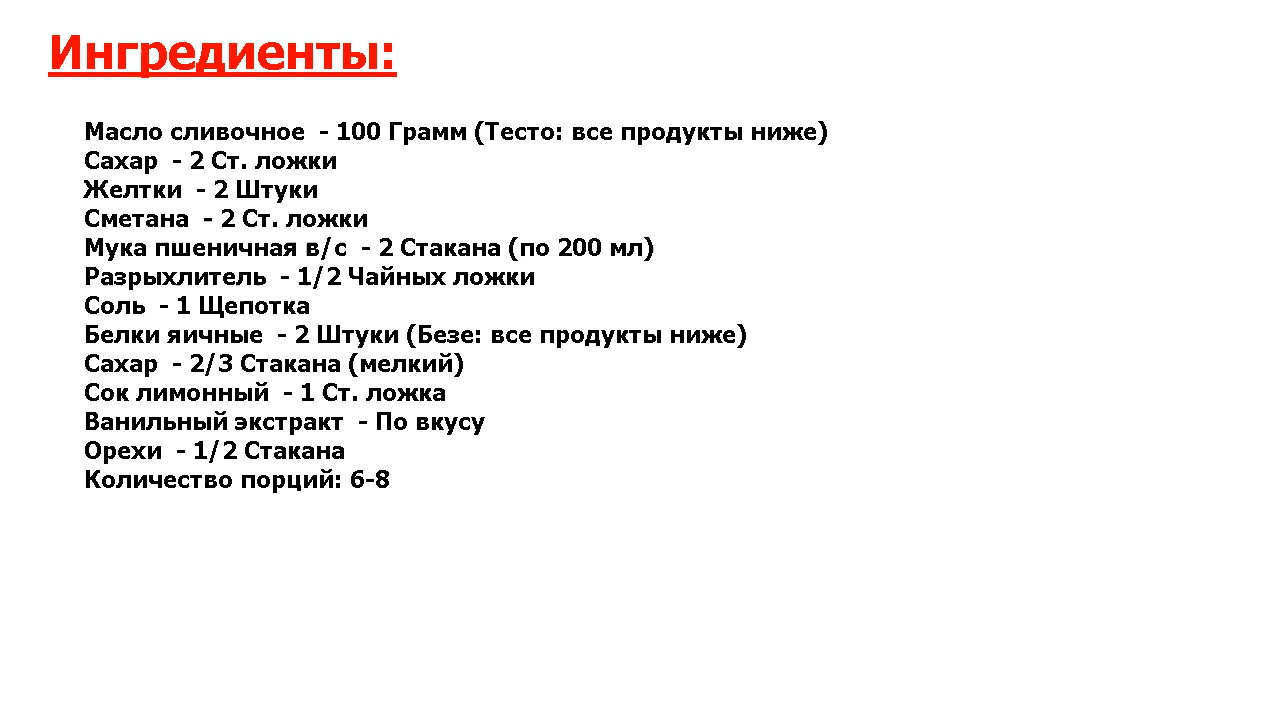 Ингредиенты:
Масло сливочное  - 100 Грамм (Тесто: все продукты ниже)
Сахар  - 2 Ст. ложки
Желтки  - 2 Штуки
Сметана  - 2 Ст. ложки
Мука пшеничная в/с  - 2 Стакана (по 200 мл)
Разрыхлитель  - 1/2 Чайных ложки
Соль  - 1 Щепотка
Белки яичные  - 2 Штуки (Безе: все продукты ниже)
Сахар  - 2/3 Стакана (мелкий)
Сок лимонный  - 1 Ст. ложка
Ванильный экстракт  - По вкусу
Орехи  - 1/2 Стакана
Количество порций: 6-8